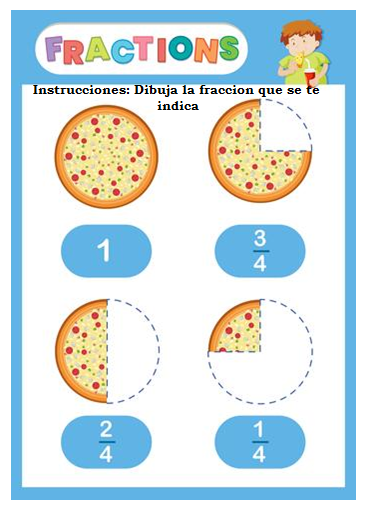 FRACTIONS
Instrucciones: Dibuja la fraccion que se te
indica
1
3/4
2/4
1/4